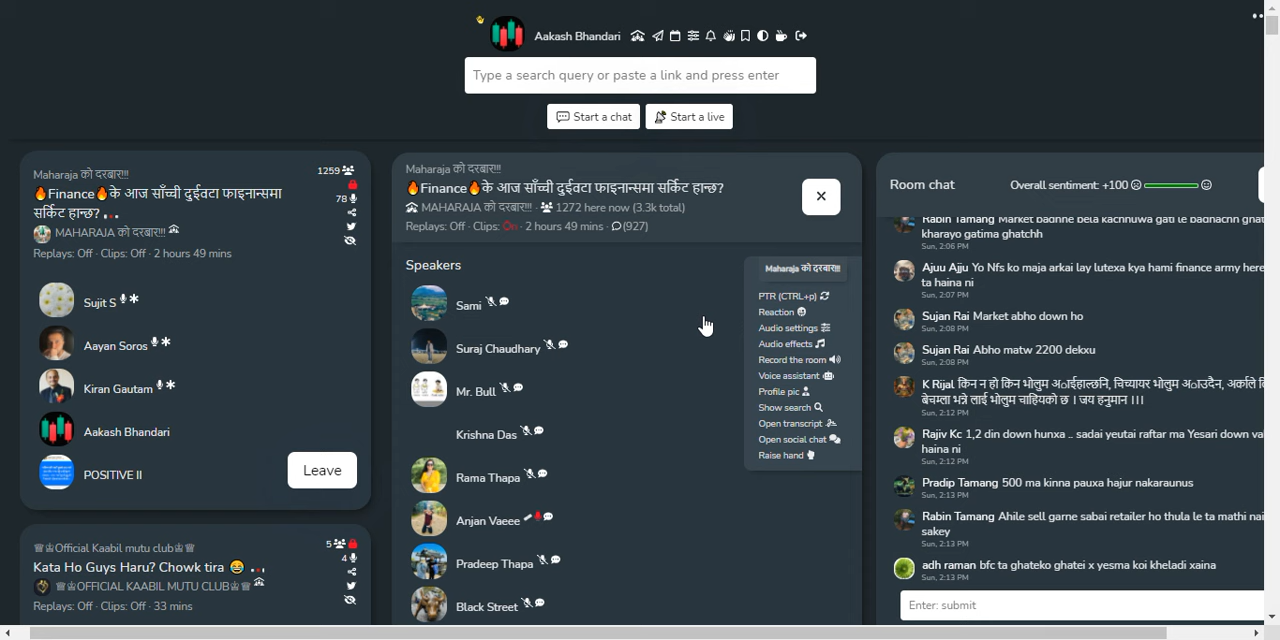 Aakash Bhandari
Type a search query or paste a link and press enter
Start a chat
Start a live
Maharaja को दरबार!!!
1259
🔥Finance🔥के आज साँच्ची दुईवटा फाइनान्समा
सर्किट हान्छ?
78
MAHARAJA को दरबार!!!
Replays: Off · Clips: Off · 2 hours 49 mins
Sujit S
Aayan Soros
Kiran Gautam
Aakash Bhandari
POSITIVE II
Leave
♕♔Official Kaabil mutu club♔♕
5
Kata Ho Guys Haru? Chowk tira 😂
4
♕♔OFFICIAL KAABIL MUTU CLUB♔♕
Replays: Off · Clips: Off · 33 mins
Maharaja को दरबार!!!
🔥Finance🔥के आज साँच्ची दुईवटा फाइनान्समा सर्किट हान्छ?
MAHARAJA को दरबार!!! · 1272 here now (3.3k total)
Replays: Off · Clips: On · 2 hours 49 mins · (927)
Speakers
Sami
Suraj Chaudhary
Mr. Bull
Krishna Das
Rama Thapa
Anjan Vaeee
Pradeep Thapa
Black Street
Maharaja को दरबार!!!
PTR (CTRL+p)
Reaction
Audio settings
Audio effects
Record the room
Voice assistant
Profile pic
Show search
Open transcript
Open social chat
Raise hand
Room chat
Overall sentiment: +100
Rabin Tamang Market badhne bela kachhuwa gati le badhachh
kharayo gatima ghatchh
Sun, 2:06 PM
Ajuu Ajju Yo Nfs ko maja arkai lay lutexa kya hami finance army here
ta haina ni
Sun, 2:07 PM
Sujan Rai Market abho down ho
Sun, 2:08 PM
Sujan Rai Abho matw 2200 dekxu
Sun, 2:08 PM
K Rijal किन न हो किन भोलुम अाईहाल्छनि, चिच्यायर भोलुम अाउदैन, अर्काले
बेचम्ला भन्ने लाई भोलुम चाहियको छ । जय हनुमान ।।।
Sun, 2:12 PM
Rajiv Kc 1,2 din down hunxa .. sadai yeutai raftar ma Yesari down
haina ni
Sun, 2:12 PM
Pradip Tamang 500 ma kinna pauxa hajur nakaraunus
Sun, 2:13 PM
Rabin Tamang Ahile sell garne sabai retailer ho thula le ta mathi
sakey
Sun, 2:13 PM
adh raman bfc ta ghateko ghatei x yesma koi kheladi xaina
Sun, 2:13 PM
Enter: submit